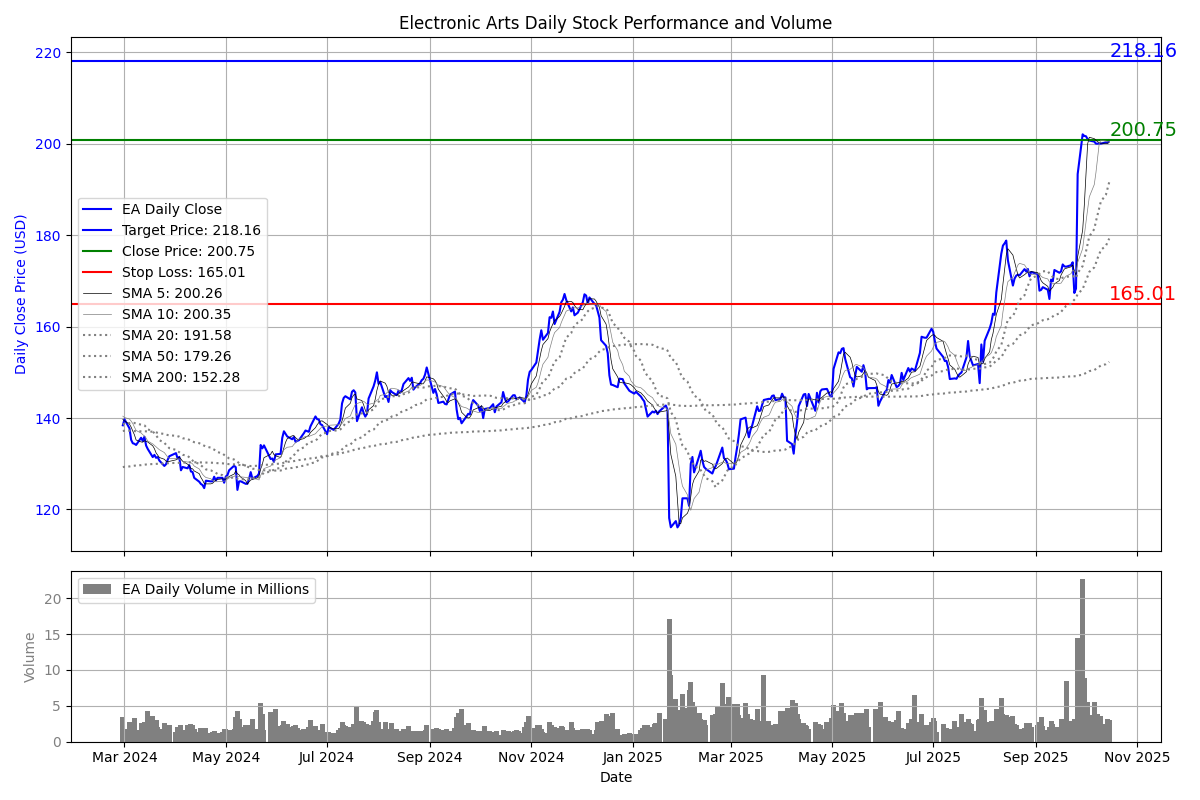 Electronic Arts Daily Stock Performance and Volume
Daily Close Price (USD)
220
200
180
160
140
120
218.16
200.75
165.01
EA Daily Close
Target Price: 218.16
Close Price: 200.75
Stop Loss: 165.01
SMA 5: 200.26
SMA 10: 200.35
SMA 20: 191.58
SMA 50: 179.26
SMA 200: 152.28
Volume
20
15
10
5
0
EA Daily Volume in Millions
Mar 2024 May 2024 Jul 2024 Sep 2024 Nov 2024 Jan 2025 Mar 2025 May 2025 Jul 2025 Sep 2025 Nov 2025
Date